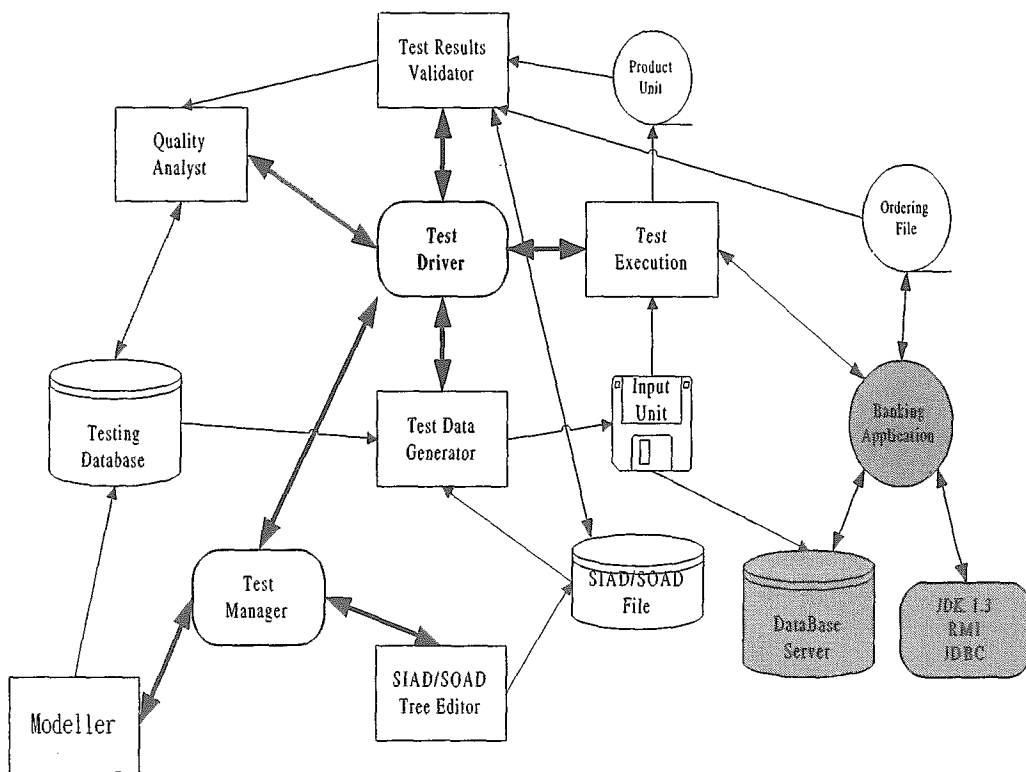 Test Results
Validator
Product
Unit
Quality
Analyst
Test
Driver
Test
Execution
Ordering
File
Testing
Database
Test Data
Generator
Input
Unit
Banking
Application
Test
Manager
SIAD/SOAD
File
DataBase
Server
JDK 1.3
RMI
JDBC
SIAD/SOAD
Tree Editor
Modeller